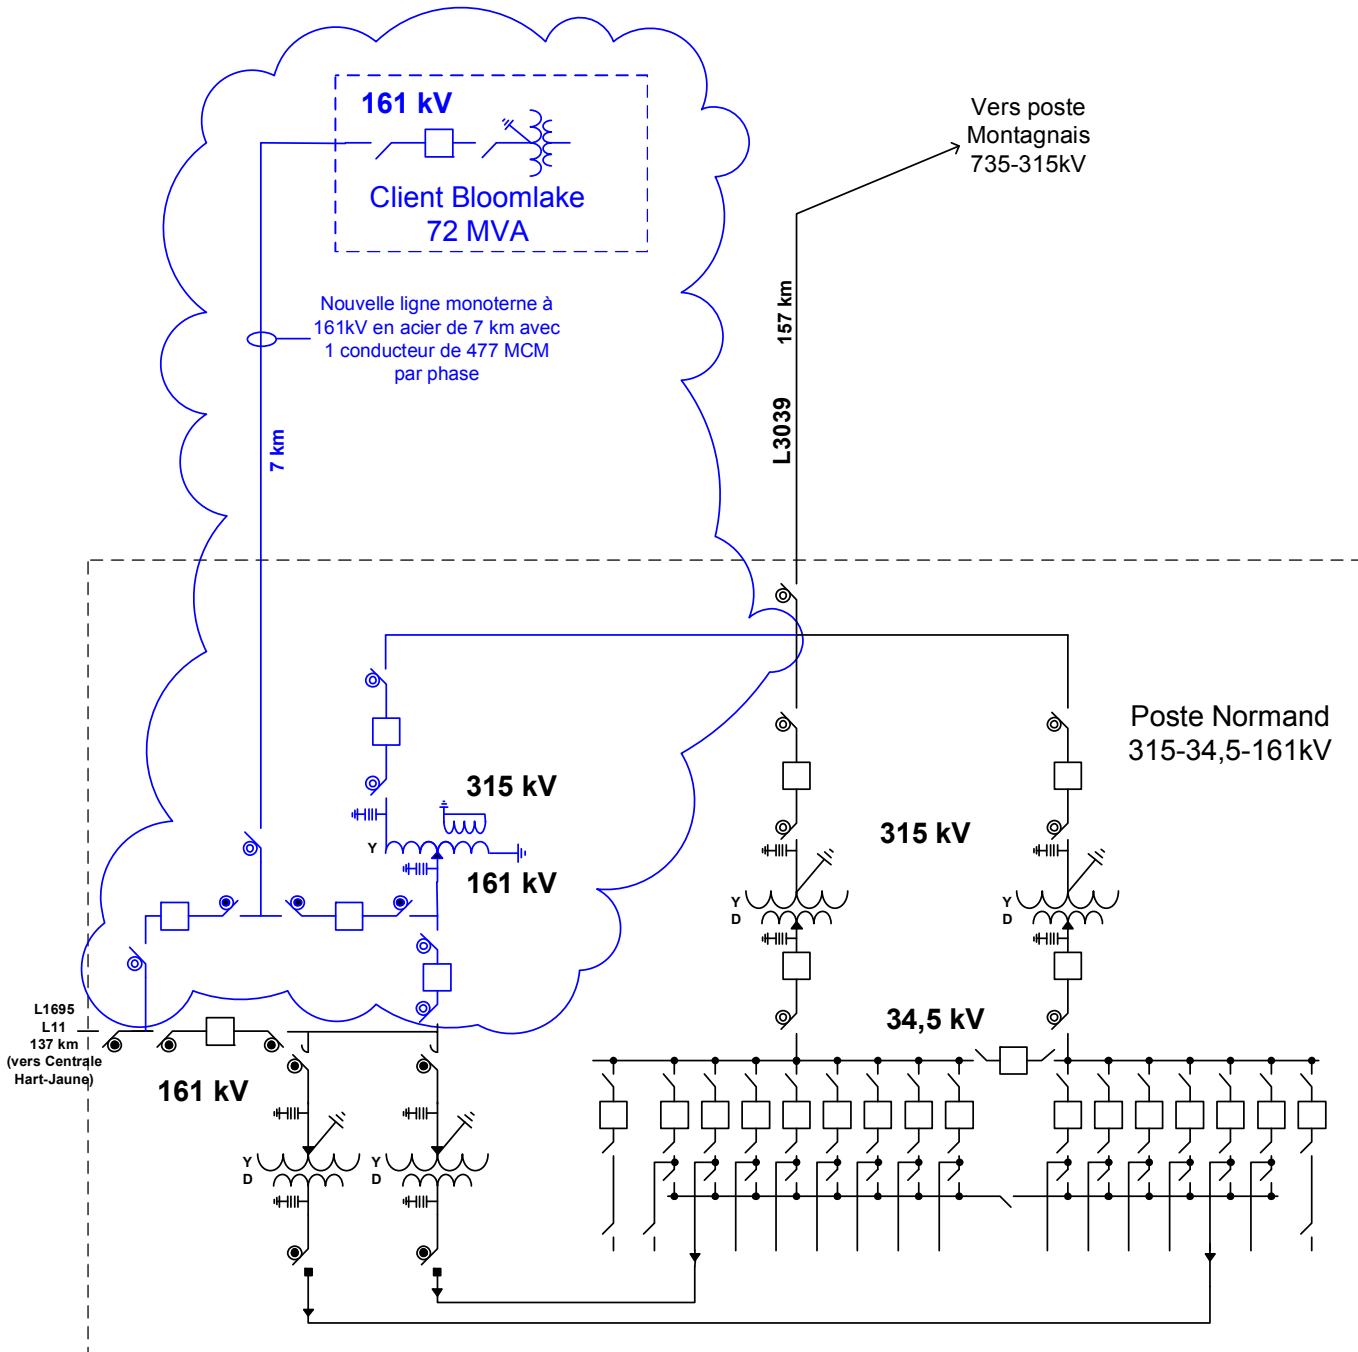 161 kV
Client Bloomlake
72 MVA
Vers poste
Montagnais
735-315kV
Nouvelle ligne monoterne à
161kV en acier de 7 km avec
1 conducteur de 477 MCM
par phase
157 km
L3039
7 km
Poste Normand
315-34,5-161kV
315 kV
Y
161 kV
315 kV
Y
D
Y
D
L1695
L11
137 km
(vers Centrale
Hart-Jaune)
34,5 kV
161 kV
Y
D
Y
D